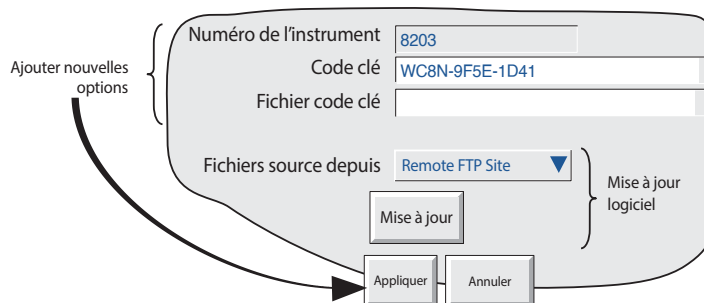 Numéro de l'instrument 8203
Ajouter nouvelles options
Code clé WC8N-9F5E-1D41
Fichier code clé
Fichiers source depuis Remote FTP Site
Mise à jour logiciel
Mise à jour
Appliquer Annuler